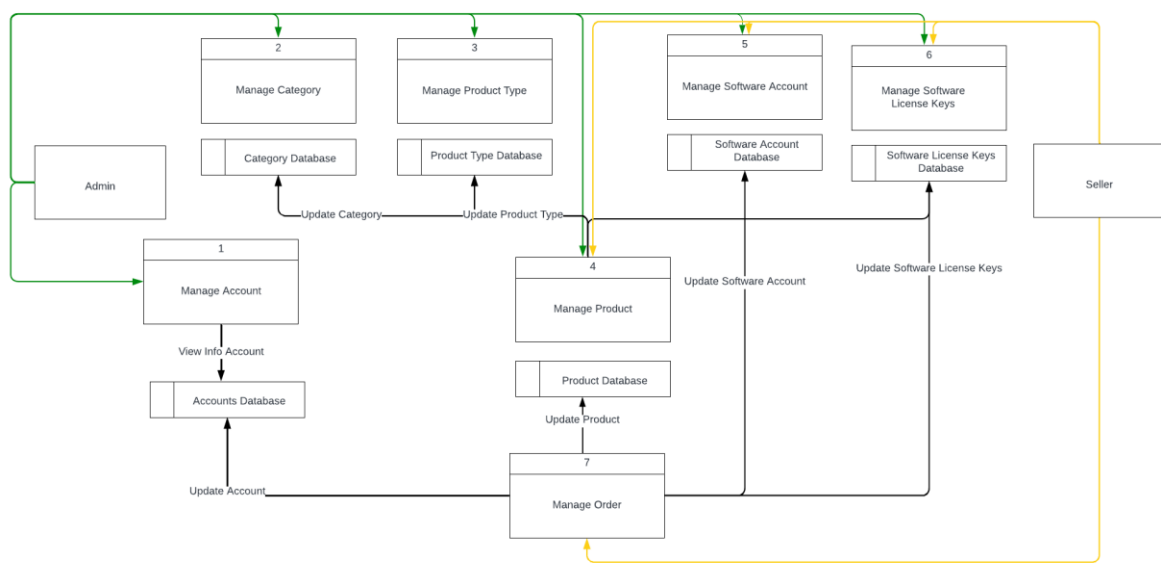 2
Manage Category
3
Manage Product Type
5
Manage Software Account
6
Manage Software
License Keys
Category Database
Product Type Database
Software Account
Database
Software License Keys
Database
Admin
Seller
Update Category
Update Product Type
1
Manage Account
4
Manage Product
Update Software Account
Update Software License Keys
View Info Account
Accounts Database
Product Database
Update Product
7
Manage Order
Update Account